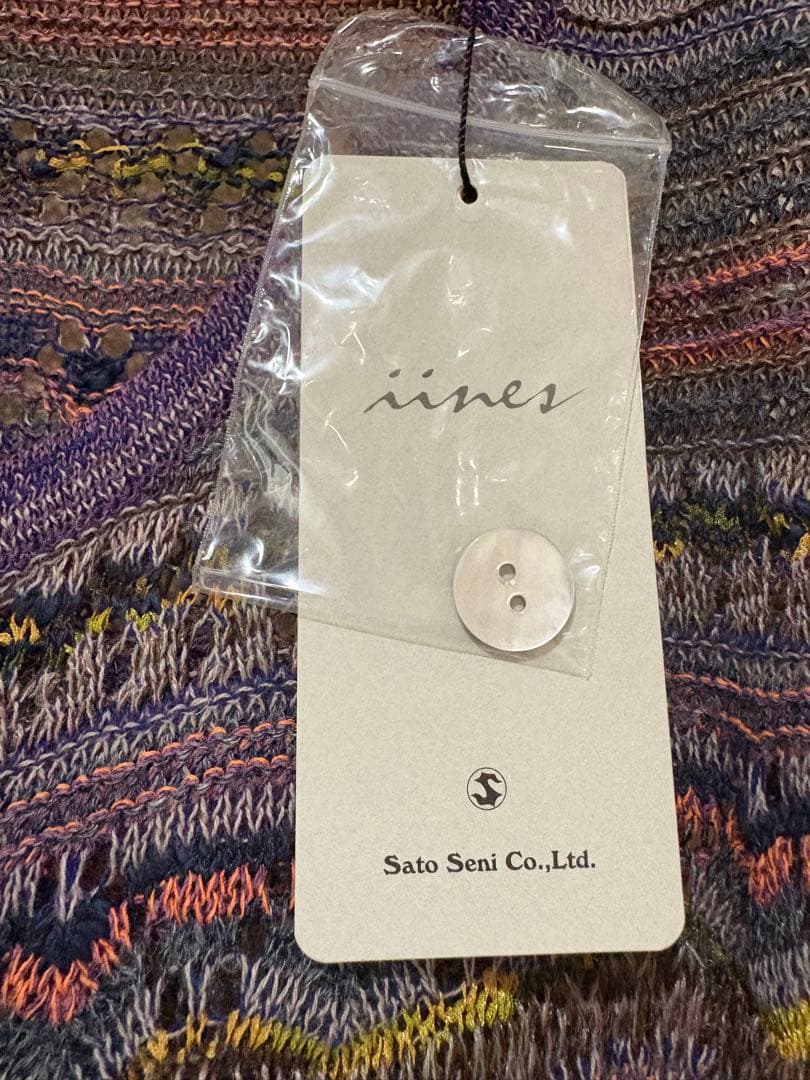 iines
S
Sato Seni Co.,Ltd.